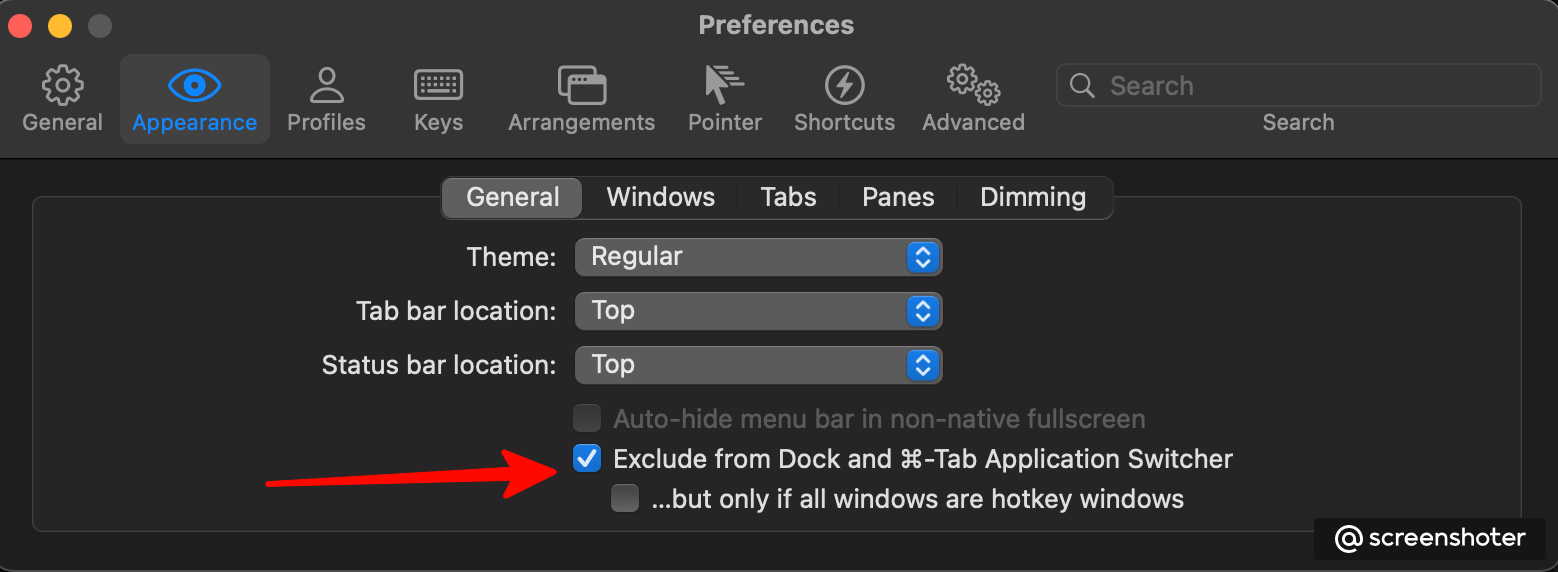 Preferences
General Appearance Profiles Keys Arrangements Pointer Shortcuts Advanced Search
Search
General Windows Tabs Panes Dimming
Theme: Regular
Tab bar location: Top
Status bar location: Top
Auto-hide menu bar in non-native fullscreen
Exclude from Dock and ⌘-Tab Application Switcher
...but only if all windows are hotkey windows
@screenshoter